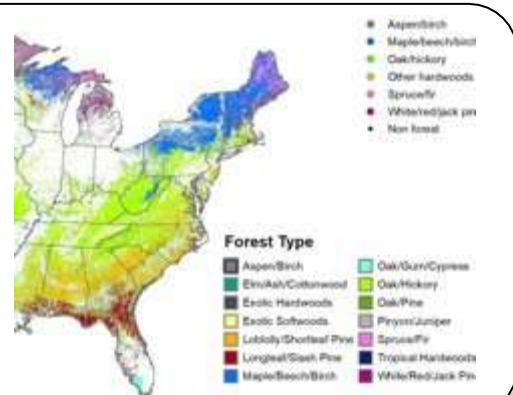 Aspen/birch
Maple/beech/birch
Oak/hickory
Other hardwoods
Spruce/fir
White/red/jack pin
Non forest
Forest Type
Aspen/Birch
Elm/Ash/Cottonwood
Exotic Hardwoods
Exotic Softwoods
Loblolly/Shortleaf Pine
Longleaf/Slash Pine
Maple/Beech/Birch
Oak/Gum/Cypress
Oak/Hickory
Oak/Pine
Pinyon/Juniper
Spruce/Fir
Tropical Hardwoods
White/Red/Jack Pin